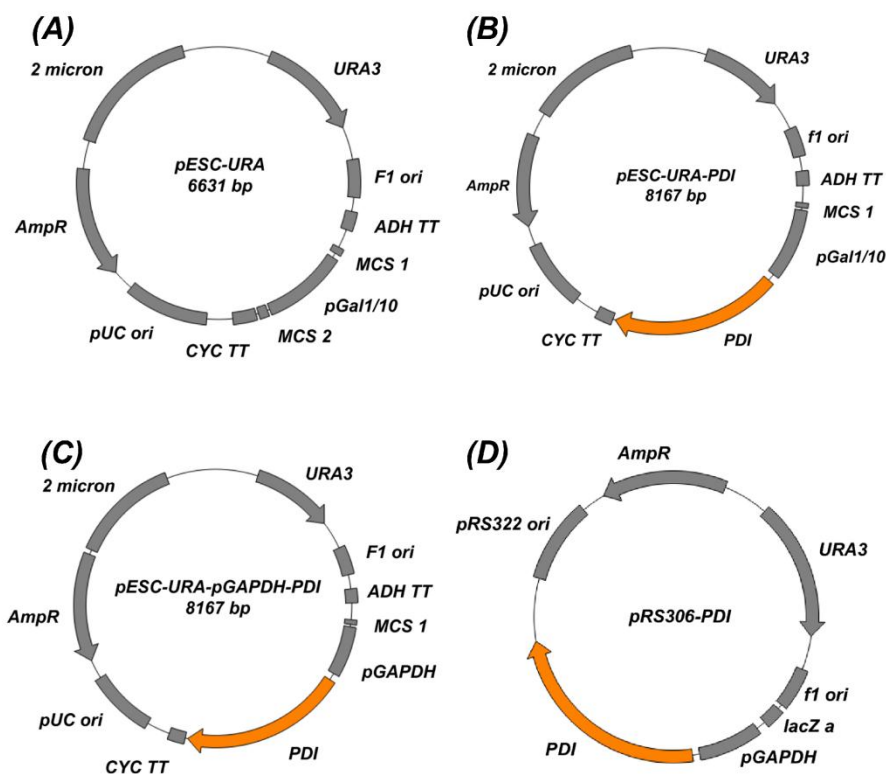 (A)
2 micron
URA3
pESC-URA
6631 bp
F1 ori
ADH TT
AmpR
MCS 1
pGal1/10
pUC ori
CYC TT
MCS 2
(B)
2 micron
URA3
f1 ori
pESC-URA-PDI
8167 bp
ADH TT
AmpR
MCS 1
pGal1/10
pUC ori
CYC TT
PDI
(C)
2 micron
URA3
F1 ori
pESC-URA-pGAPDH-PDI
8167 bp
ADH TT
AmpR
MCS 1
pGAPDH
pUC ori
CYC TT
PDI
(D)
AmpR
pRS322 ori
URA3
pRS306-PDI
f1 ori
lacZ a
PDI
pGAPDH